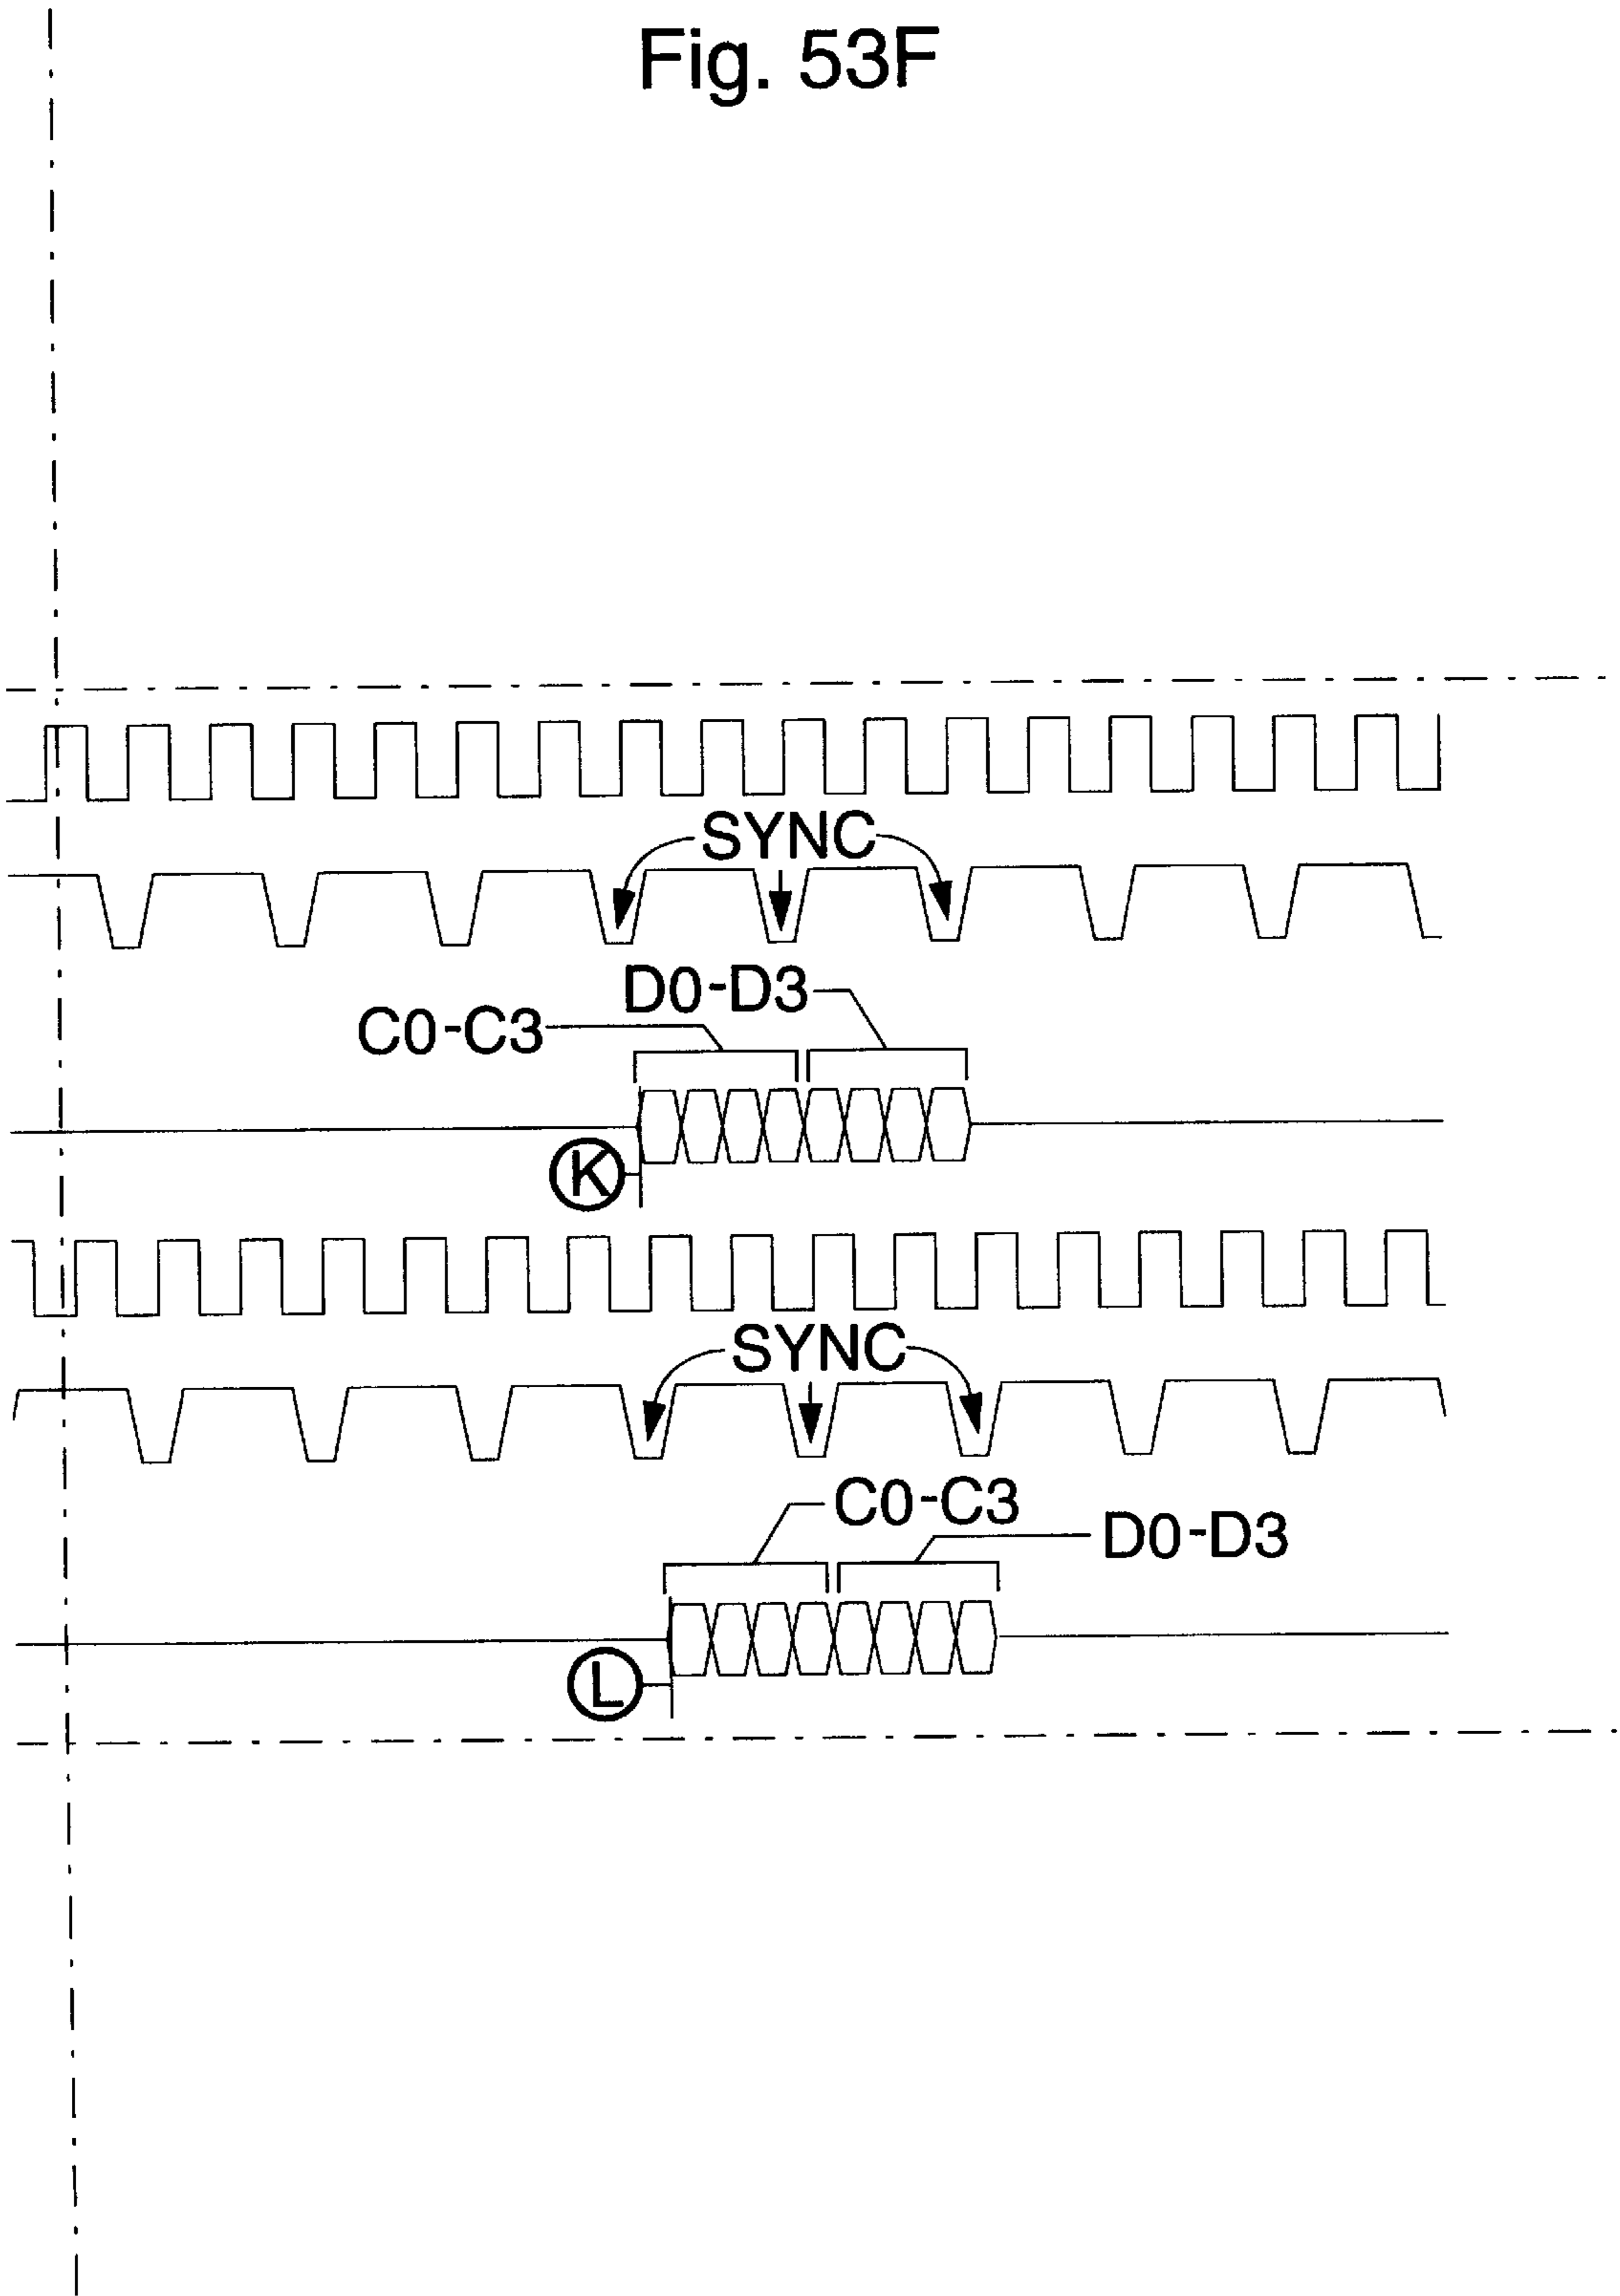 Fig. 53F
SYNC
D0-D3
C0-C3
K
SYNC
C0-C3
D0-D3
L